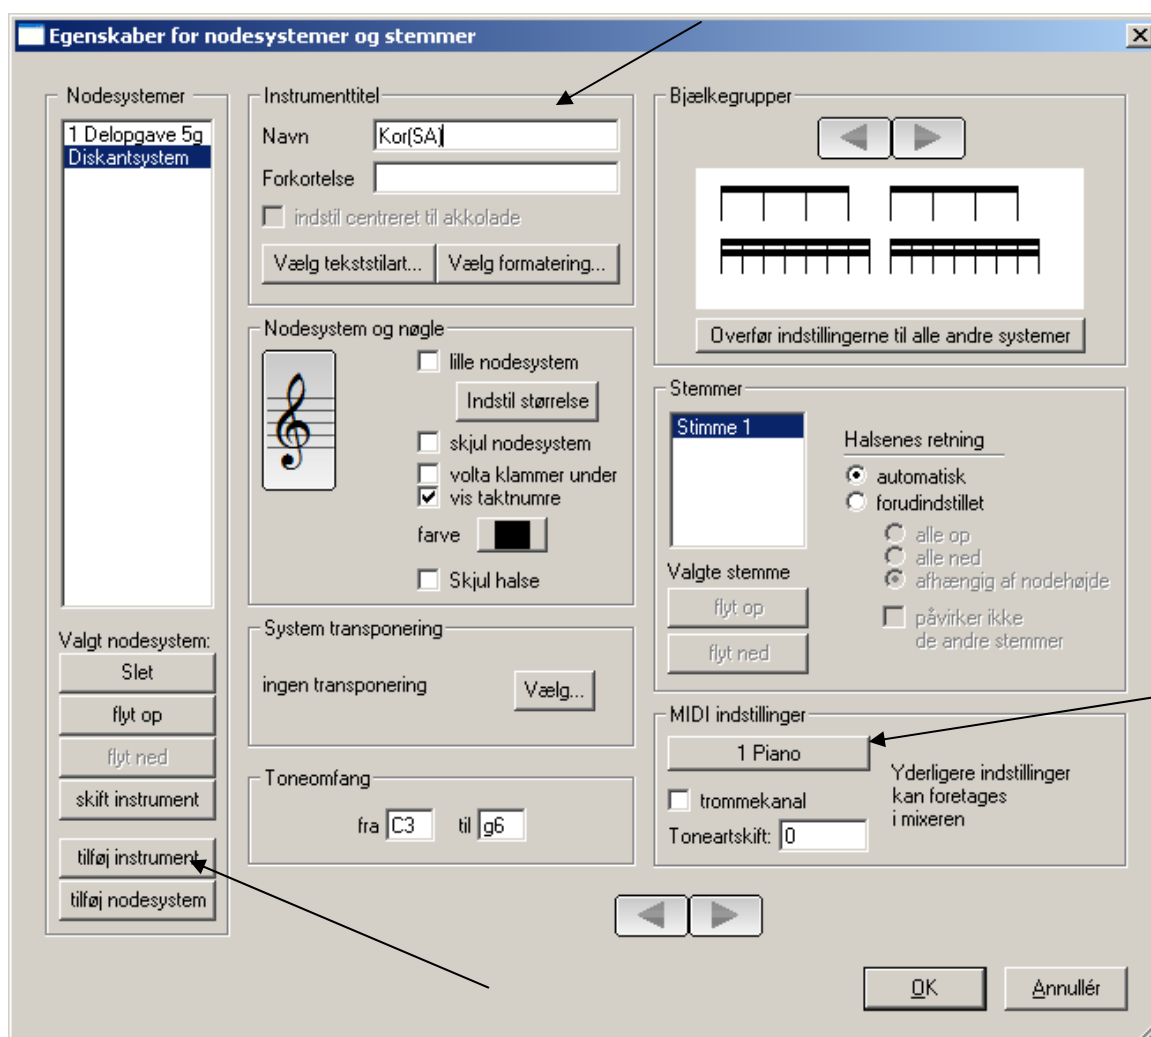 Egenskaber for nodesystemer og stemmer
Nodesystemer
1 Delopgave 5g
Diskantsystem
Valgt nodesystem:
Slet
flyt op
flyt ned
skift instrument
tilføj instrument
tilføj nodesystem
Instrumenttitel
Navn
Kor(SA)
Forkortelse
indstil centreret til akkolade
Vælg tekststilart...
Vælg formatering...
Nodesystem og nøgle
lille nodesystem
Indstil størrelse
skjul nodesystem
volta klammer under
vis taktnumre
farve
Skjul halse
System transponering
ingen transponering
Vælg...
Toneomfang
fra C3 til g6
Bjælkegrupper
Overfør indstillingerne til alle andre systemer
Stemmer
Stimme 1
Valgte stemme
flyt op
flyt ned
Halsenes retning
automatisk
forudindstillet
alle op
alle ned
afhængig af nodehøjde
påvirker ikke
de andre stemmer
MIDI indstillinger
1 Piano
trommekanal
Toneartskift: 0
Yderligere indstillinger
kan foretages
i mixeren
OK
Annullér